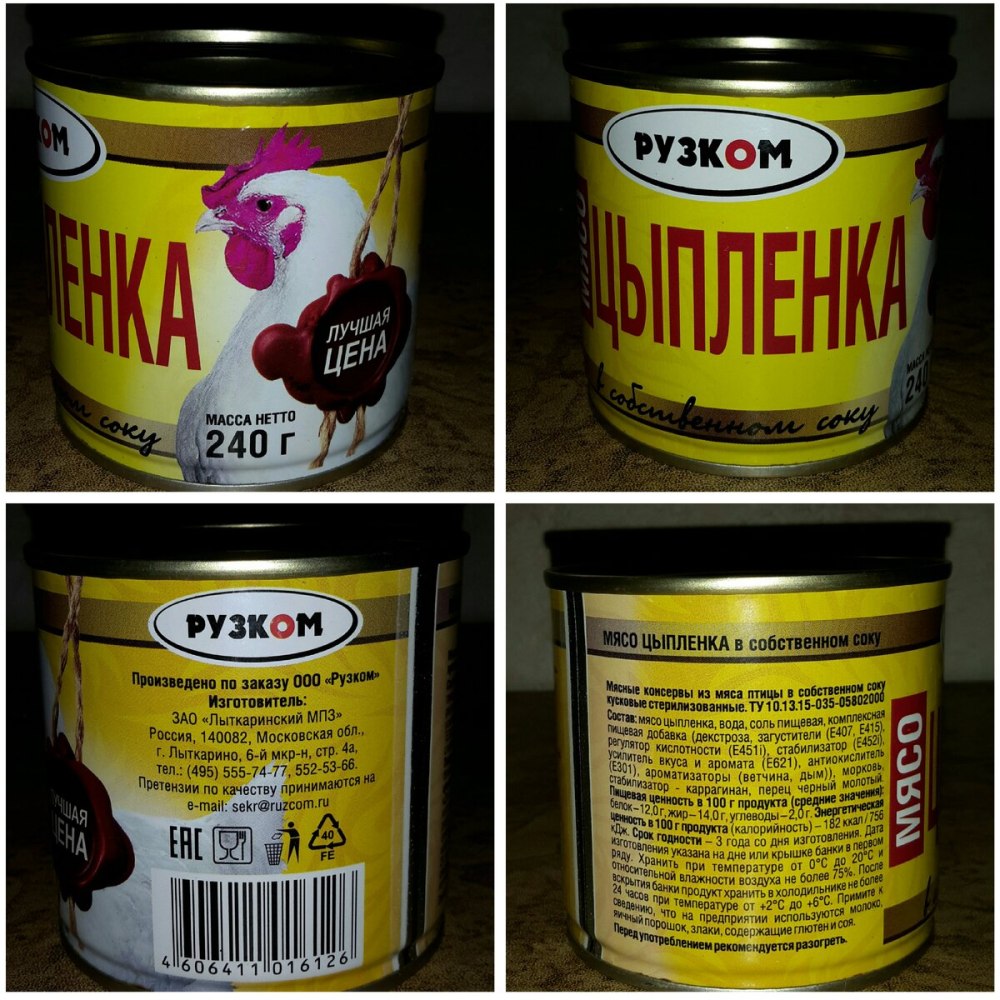 КОМ
ЛЕНКА
ЛУЧШАЯ
ЦЕНА
МАССА НЕТТО
240 г
соку
РУЗКОМ
МЯСО
ЦЫПЛЕНКА
в собственном соку
МАССА
240
РУЗКОМ
Произведено по заказу ООО «Рузком»
Изготовитель:
ЗАО «Лыткаринский МПЗ»
Россия, 140082, Московская обл.,
г. Лыткарино, 6-й мкр-н, стр. 4а,
тел.: (495) 555-74-77, 552-53-66.
Претензии по качеству принимаются на
e-mail: sekr@ruzcom.ru
ЛУЧШАЯ
ЦЕНА
EAC
40
FE
4 606411 016126
МЯСО ЦЫПЛЕНКА в собственном соку
Мясные консервы из мяса птицы в собственном соку
кусковые стерилизованные. ТУ 10.13.15-035-05802000
Состав: мясо цыпленка, вода, соль пищевая, комплексная
пищевая добавка (декстроза, загустители (Е407, Е415),
регулятор кислотности (Е451i), стабилизатор (Е452i),
усилитель вкуса и аромата (Е621), антиокислитель
(Е301), ароматизаторы (ветчина, дым)), морковь,
стабилизатор - каррагинан, перец черный молотый.
Пищевая ценность в 100 г продукта (средние значения):
белок–12,0 г, жир–14,0 г, углеводы–2,0 г. Энергетическая
ценность в 100 г продукта (калорийность) – 182 ккал / 756
кДж. Срок годности – 3 года со дня изготовления. Дата
изготовления указана на дне или крышке банки в первом
ряду. Хранить при температуре от 0°С до 20°С и
относительной влажности воздуха не более 75%. После
вскрытия банки продукт хранить в холодильнике не более
24 часов при температуре от +2°С до +6°С. Примите к
сведению, что на предприятии используются молоко,
яичный порошок, злаки, содержащие глютен и соя.
Перед употреблением рекомендуется разогреть.
МЯСО